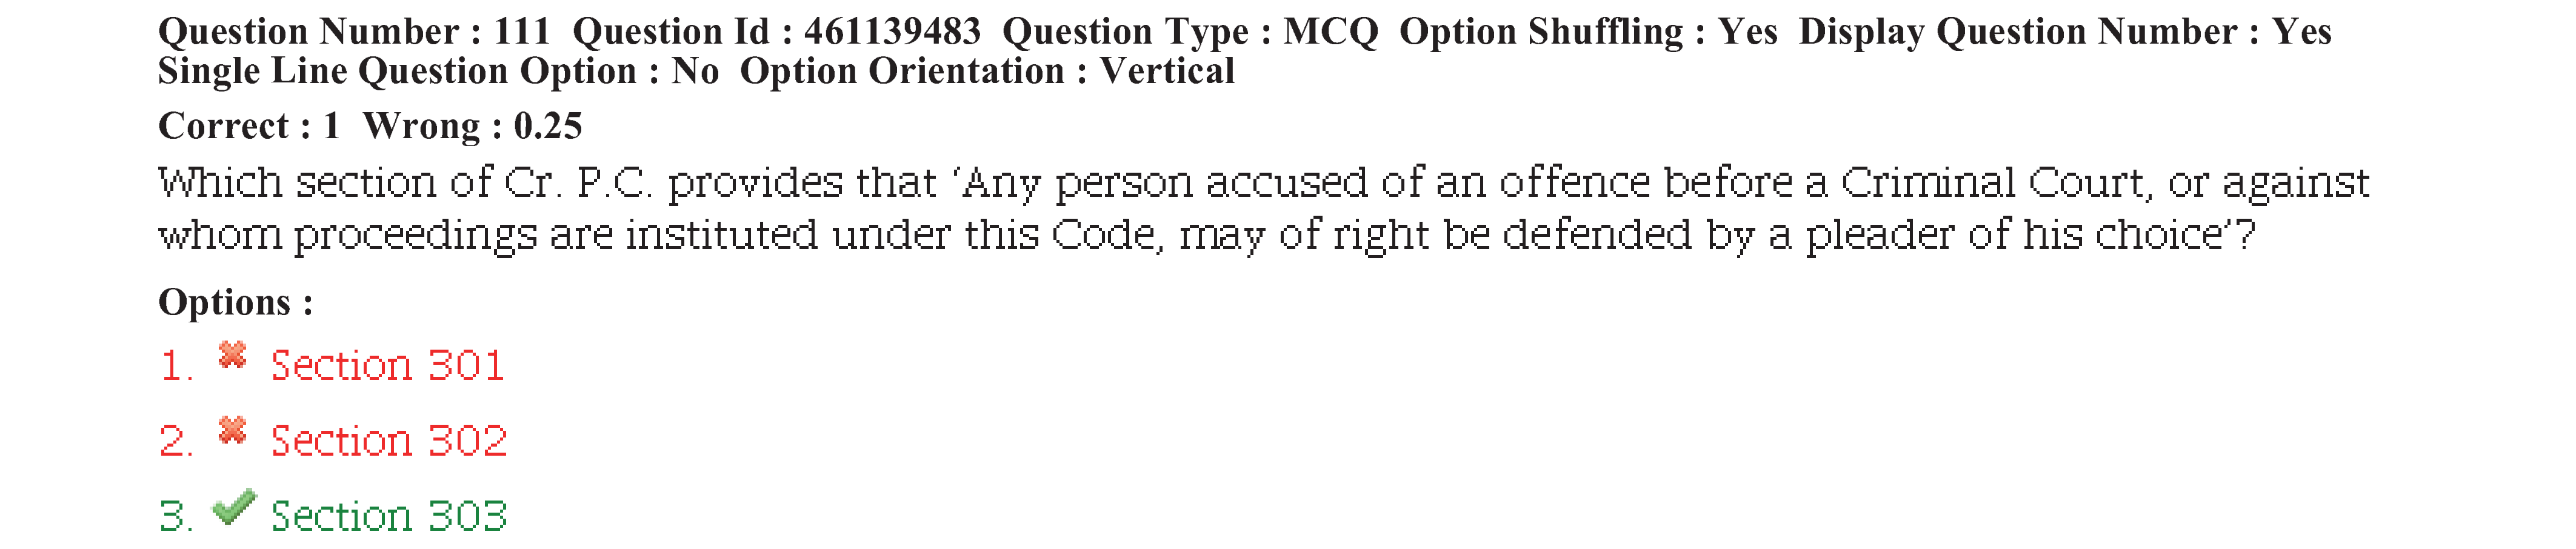 Question Number : 111 Question Id : 461139483 Question Type : MCQ Option Shuffling : Yes Display Question Number : Yes
Single Line Question Option : No Option Orientation : Vertical
Correct : 1 Wrong : 0.25
Which section of Cr. P.C. provides that ‘Any person accused of an offence before a Criminal Court, or against
whom proceedings are instituted under this Code, may of right be defended by a pleader of his choice’?
Options :
1. Section 301
2. Section 302
3. Section 303